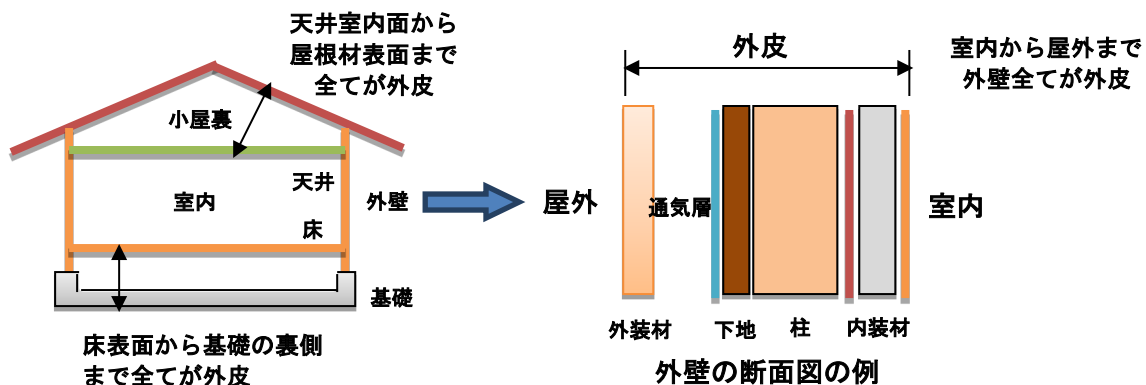 天井室内面から
屋根材表面まで
全てが外皮
小屋裏
天井
室内
外壁
床
基礎
床表面から基礎の裏側
まで全てが外皮
外皮
室内から屋外まで
外壁全てが外皮
屋外
通気層
室内
外装材
下地
柱
内装材
外壁の断面図の例